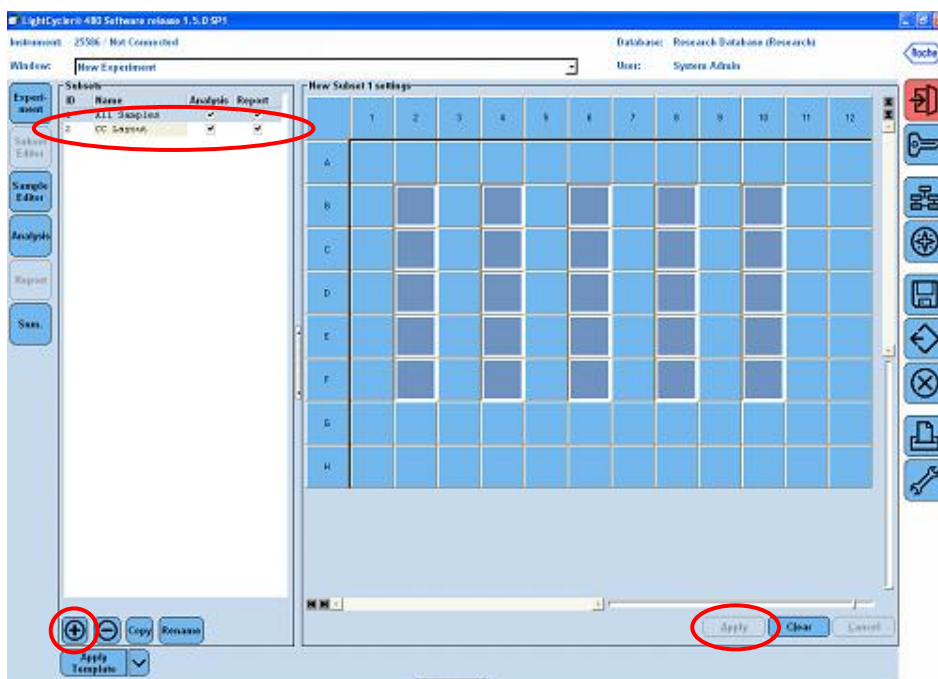 LightCycler® 480 Software release 1.5.0 SP1
Instrument: 25586 / Not Connected
Database: Research Database (Research)
Window: New Experiment
User: System Admin
Roche
Experi-
ment
Subset
Editor
Sample
Editor
Analysis
Report
Sum.
Subsets
ID Name Analysis Report
1 All Samples
2 CC Layout
New Subset 1 settings
1 2 3 4 5 6 7 8 9 10 11 12
A
B
C
D
E
F
G
H
Copy Rename
Apply Clear Cancel
Apply
Template